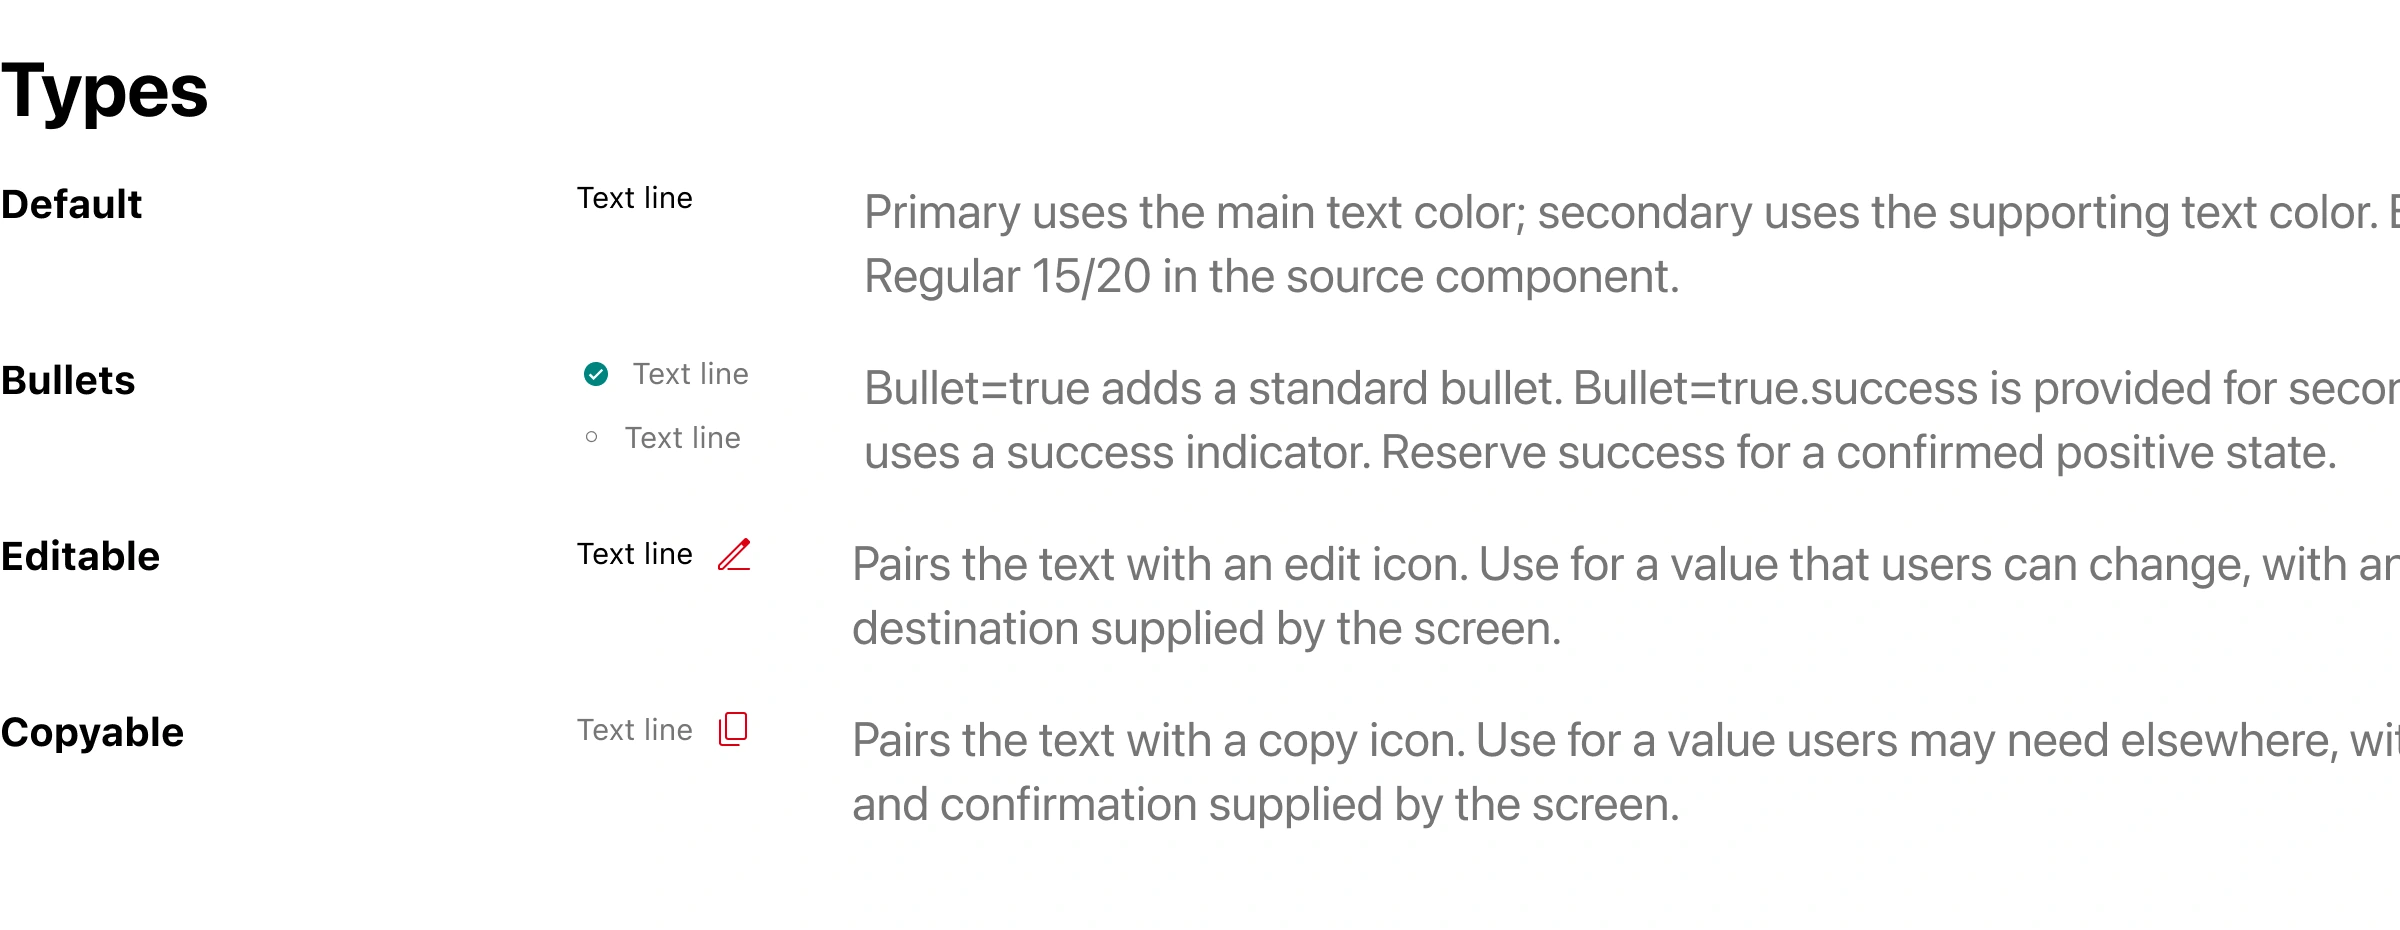 Types
Default
Text line
Primary uses the main text color; secondary uses the supporting text color.
Regular 15/20 in the source component.
Bullets
Text line
Text line
Bullet=true adds a standard bullet. Bullet=true.success is provided for
uses a success indicator. Reserve success for a confirmed positive state.
Editable
Text line
Pairs the text with an edit icon. Use for a value that users can change, with
destination supplied by the screen.
Copyable
Text line
Pairs the text with a copy icon. Use for a value users may need elsewhere,
and confirmation supplied by the screen.